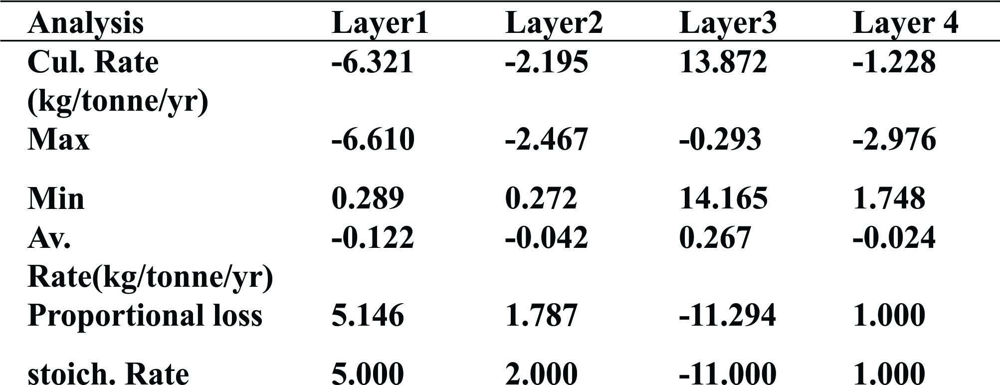 Analysis Layer1 Layer2 Layer3 Layer 4
Cul. Rate -6.321 -2.195 13.872 -1.228
(kg/tonne/yr)
Max -6.610 -2.467 -0.293 -2.976
Min 0.289 0.272 14.165 1.748
Av. -0.122 -0.042 0.267 -0.024
Rate(kg/tonne/yr)
Proportional loss 5.146 1.787 -11.294 1.000
stoich. Rate 5.000 2.000 -11.000 1.000